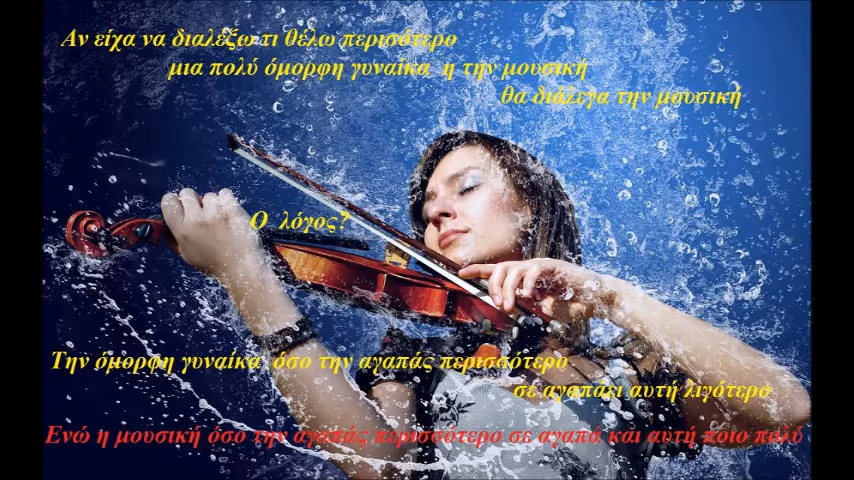 Αν είχα να διαλέξω τι θέλω περισότερο
μια πολύ όμορφη γυναίκα η την μουσική
θα διάλεγα την μουσική
Ο λόγος?
Την όμορφη γυναίκα όσο την αγαπάς περισσότερο
σε αγαπάει αυτή λιγότερο
Ενώ η μουσική όσο την αγαπάς περισσότερο σε αγαπά και αυτή ποιο πολύ